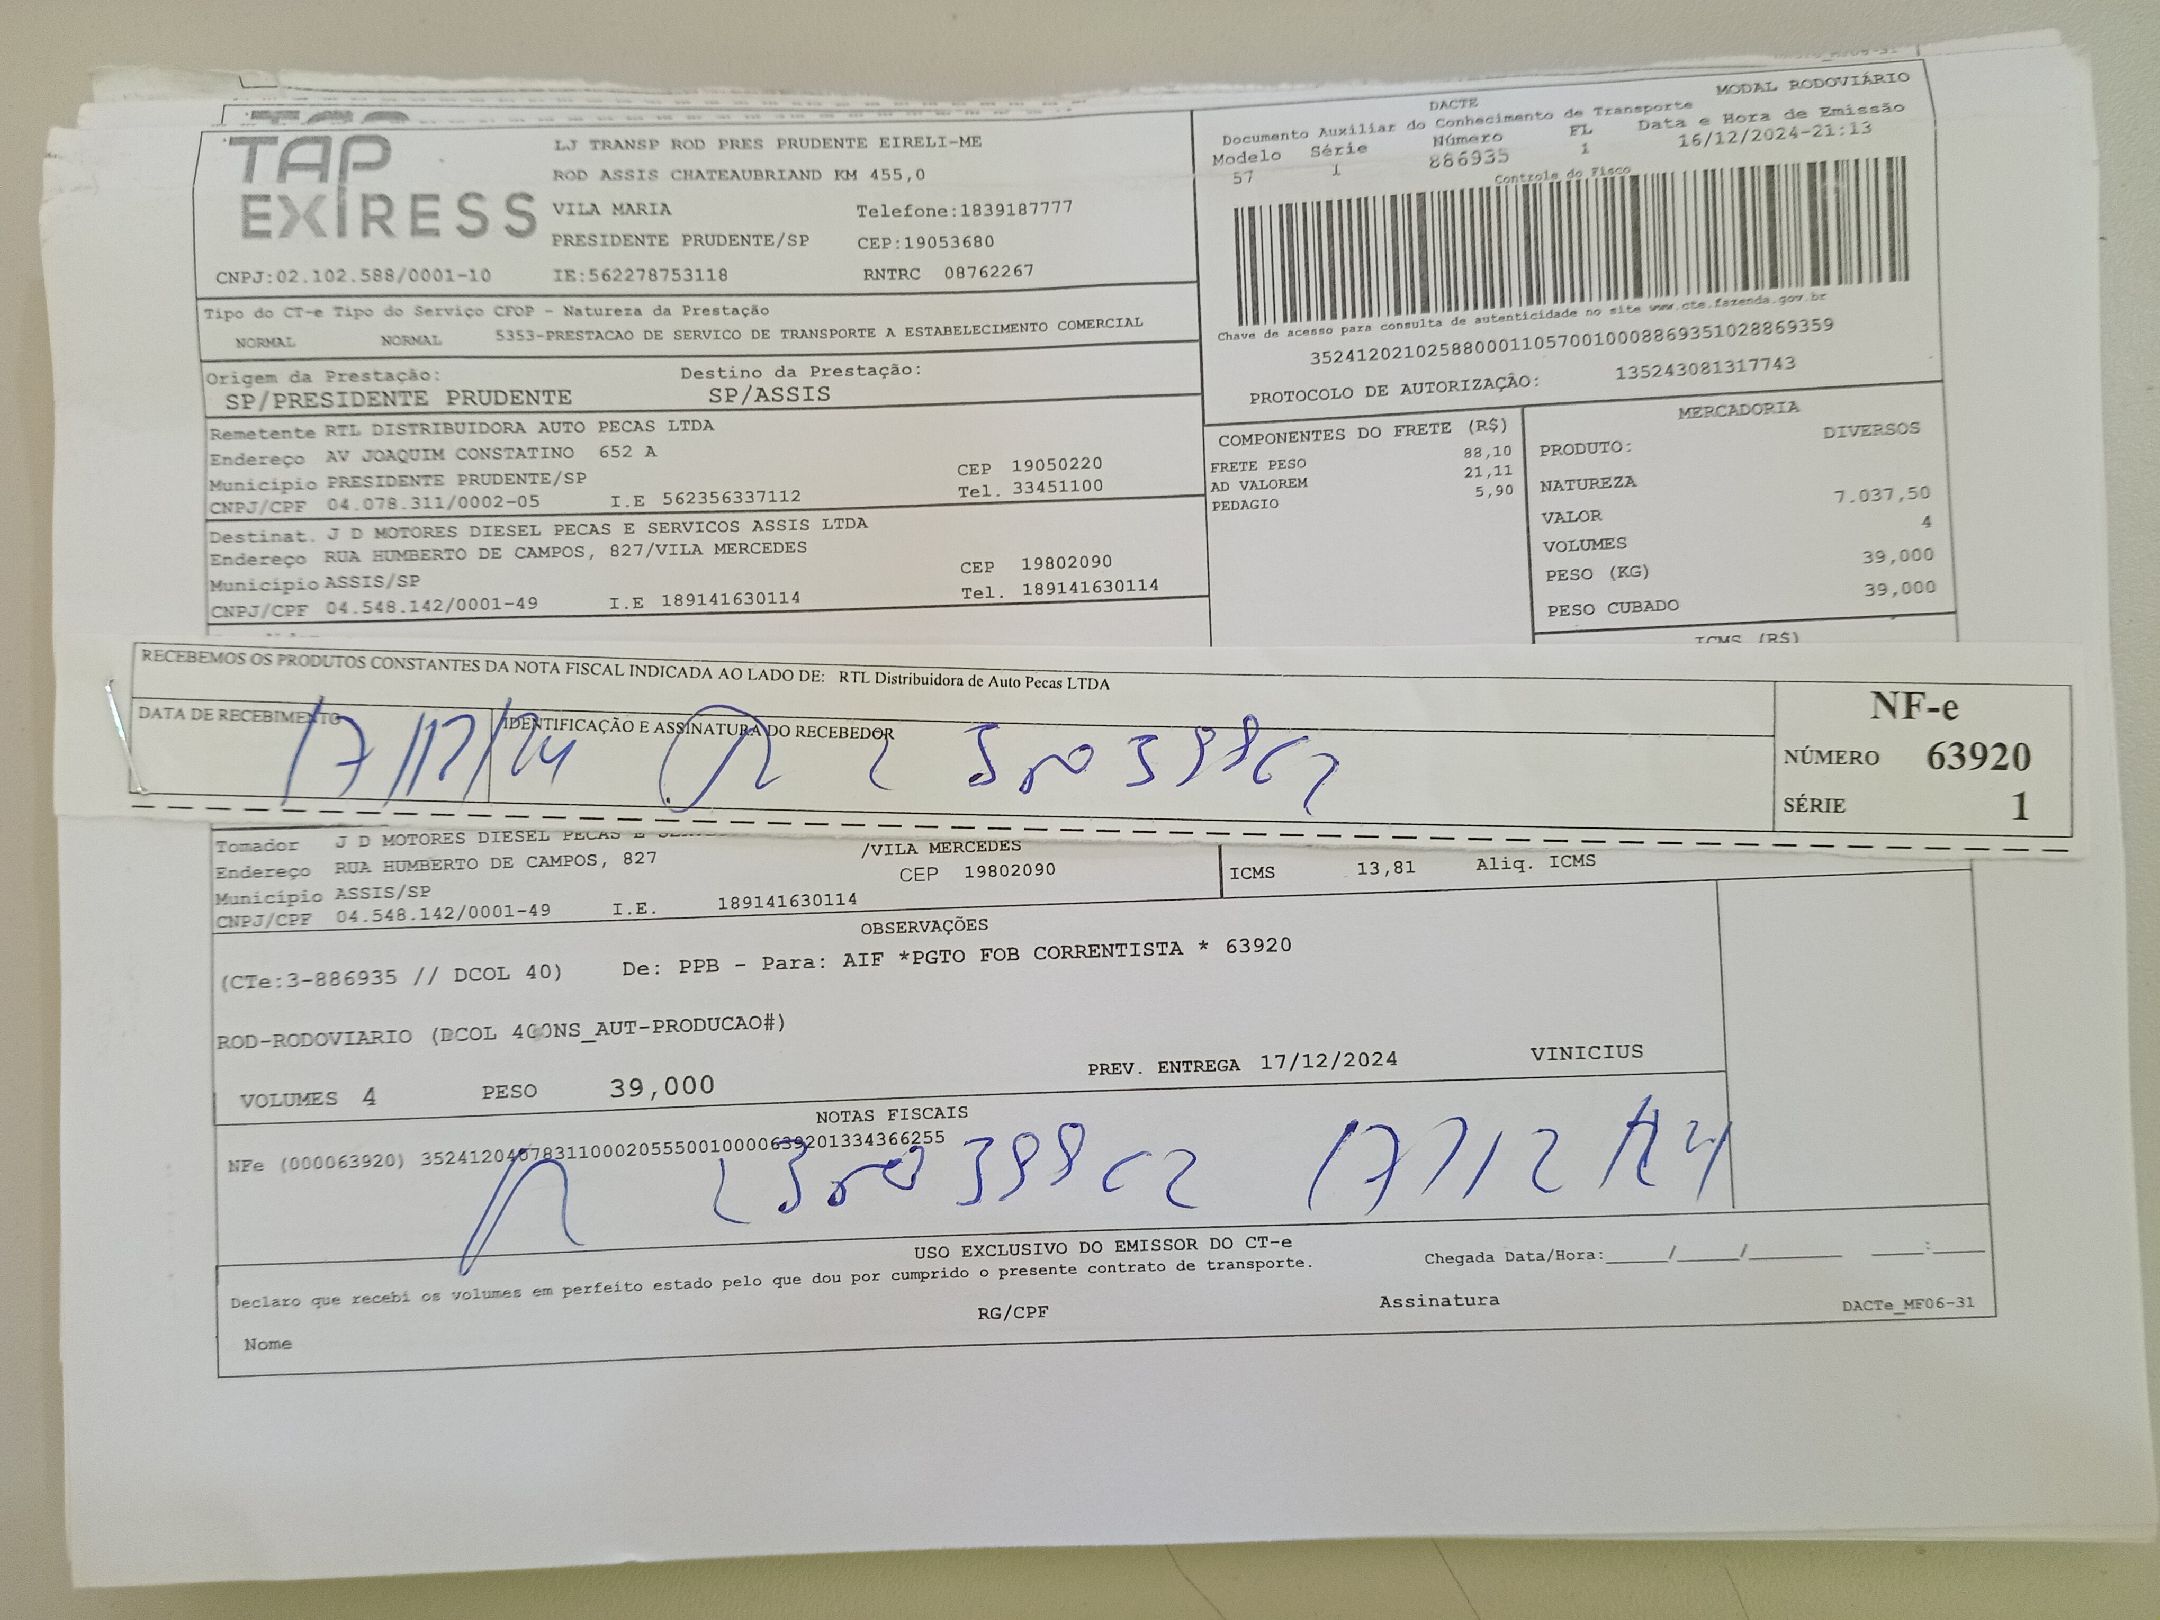 MODAL RODOVIÁRIO
TAP
EXIRESS
LJ TRANSP ROD PRES PRUDENTE EIRELI-ME
ROD ASSIS CHATEAUBRIAND KM 455,0
VILA MARIA Telefone:1839187777
PRESIDENTE PRUDENTE/SP CEP:19053680
CNPJ:02.102.588/0001-10 IE:562278753118 RNTRC 08762267
DACTE
Documento Auxiliar do Conhecimento de Transporte
Modelo Série Número FL Data e Hora de Emissão
57 1 886935 1 16/12/2024-21:13
Controle do Fisco
Chave de acesso para consulta de autenticidade no site www.cte.fazenda.gov.br
35241202102588000110570010008869351028869359
PROTOCOLO DE AUTORIZAÇÃO: 135243081317743
Tipo do CT-e Tipo do Serviço CFOP - Natureza da Prestação
NORMAL NORMAL 5353-PRESTACAO DE SERVICO DE TRANSPORTE A ESTABELECIMENTO COMERCIAL
Origem da Prestação: Destino da Prestação:
SP/PRESIDENTE PRUDENTE SP/ASSIS
Remetente RTL DISTRIBUIDORA AUTO PECAS LTDA
Endereço AV JOAQUIM CONSTATINO 652 A
CEP 19050220
Município PRESIDENTE PRUDENTE/SP
Tel. 33451100
CNPJ/CPF 04.078.311/0002-05 I.E 562356337112
Destinat. J D MOTORES DIESEL PECAS E SERVICOS ASSIS LTDA
Endereço RUA HUMBERTO DE CAMPOS, 827/VILA MERCEDES
CEP 19802090
Município ASSIS/SP
Tel. 189141630114
CNPJ/CPF 04.548.142/0001-49 I.E 189141630114
COMPONENTES DO FRETE (R$)
FRETE PESO 88,10
AD VALOREM 21,11
PEDAGIO 5,90
MERCADORIA
PRODUTO: DIVERSOS
NATUREZA
VALOR 7.037,50
VOLUMES 4
PESO (KG) 39,000
PESO CUBADO 39,000
ICMS (R$)
RECEBEMOS OS PRODUTOS CONSTANTES DA NOTA FISCAL INDICADA AO LADO DE: RTL Distribuidora de Auto Pecas LTDA
DATA DE RECEBIMENTO IDENTIFICAÇÃO E ASSINATURA DO RECEBEDOR
17/12/24
NF-e
NÚMERO 63920
SÉRIE 1
Tomador J D MOTORES DIESEL PECAS E
Endereço RUA HUMBERTO DE CAMPOS, 827 /VILA MERCEDES
Município ASSIS/SP CEP 19802090
CNPJ/CPF 04.548.142/0001-49 I.E. 189141630114
ICMS 13,81 Aliq. ICMS
OBSERVAÇÕES
(CTe:3-886935 // DCOL 40) De: PPB - Para: AIF *PGTO FOB CORRENTISTA * 63920
ROD-RODOVIARIO
PREV. ENTREGA 17/12/2024 VINICIUS
VOLUMES 4 PESO 39,000
NOTAS FISCAIS
NFe (000063920)
17/12/24
USO EXCLUSIVO DO EMISSOR DO CT-e
Declaro que recebi os volumes em perfeito estado pelo que dou por cumprido o presente contrato de transporte.
Chegada Data/Hora:_____/_____/________ ____:____
Nome RG/CPF Assinatura DACTe_MF06-31